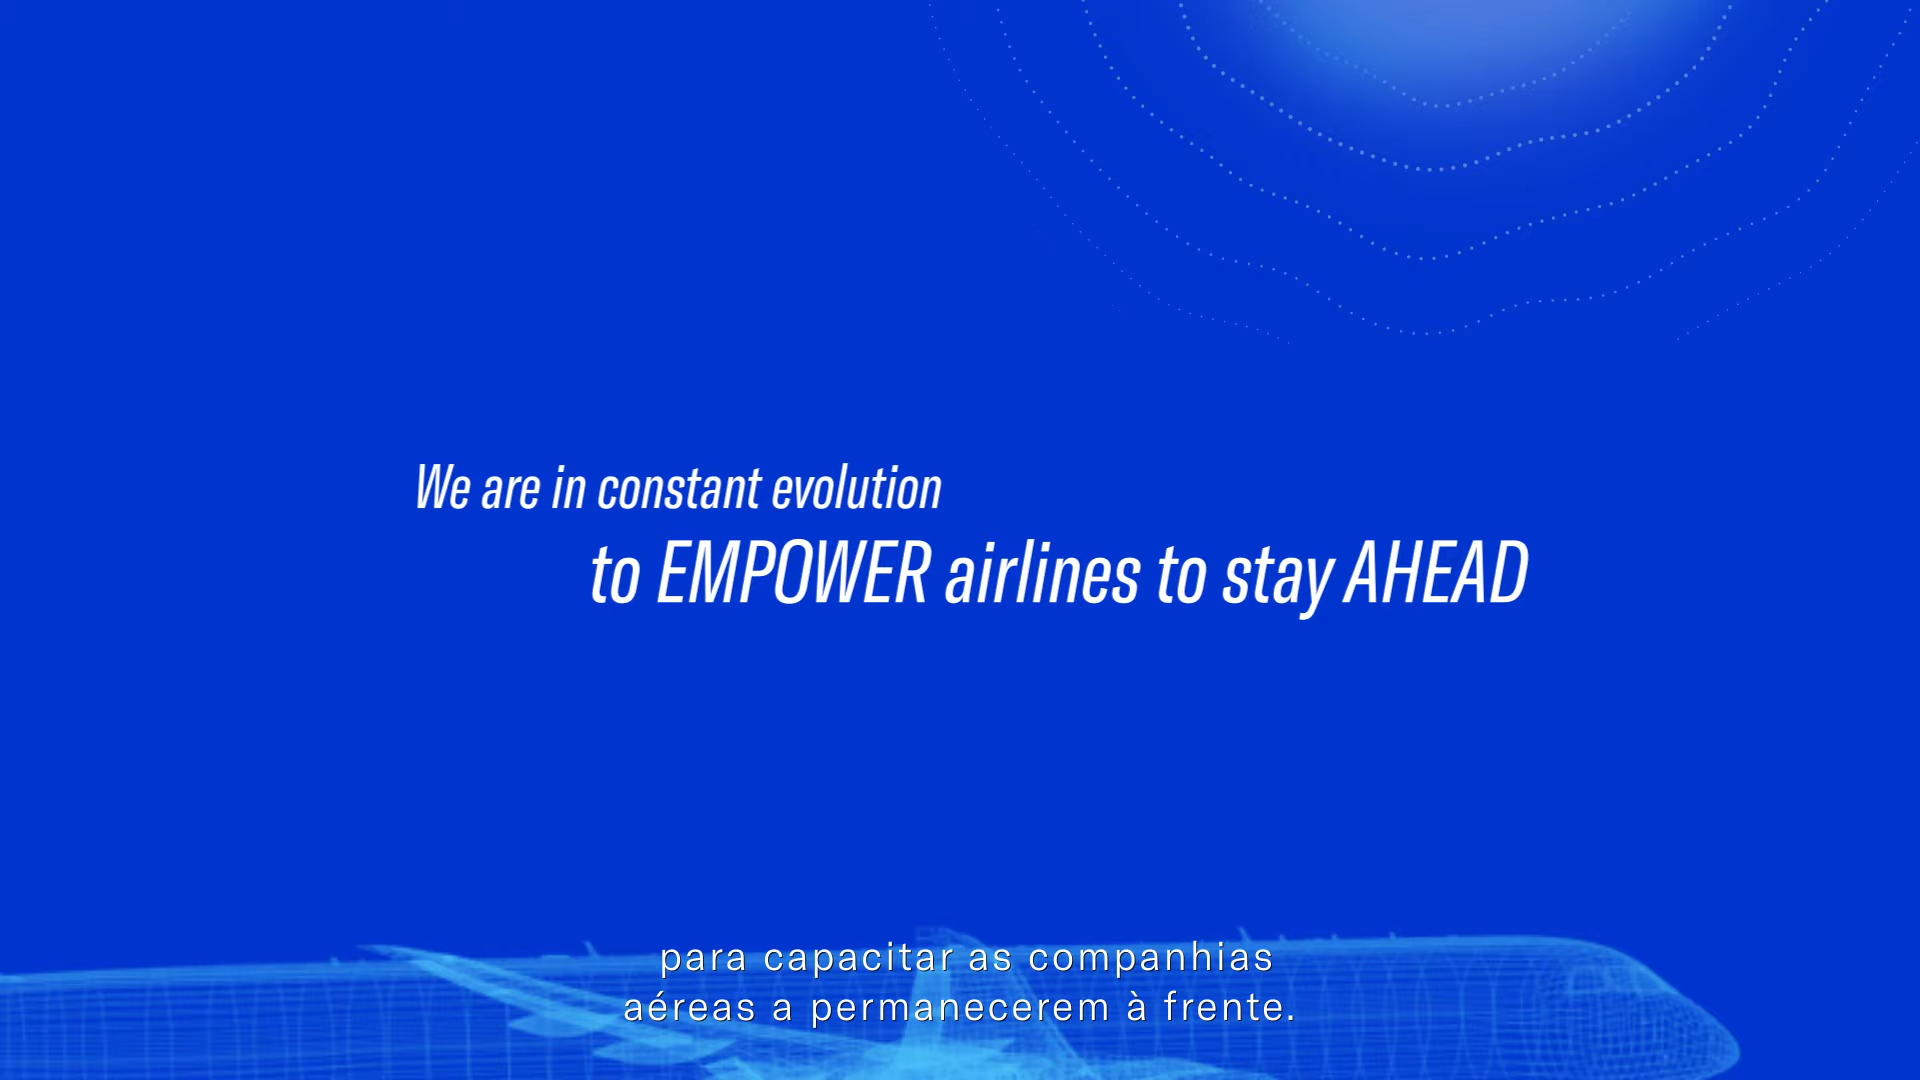 We are in constant evolution
to EMPOWER airlines to stay AHEAD
para capacitar as companhias
aéreas a permanecerem à frente.